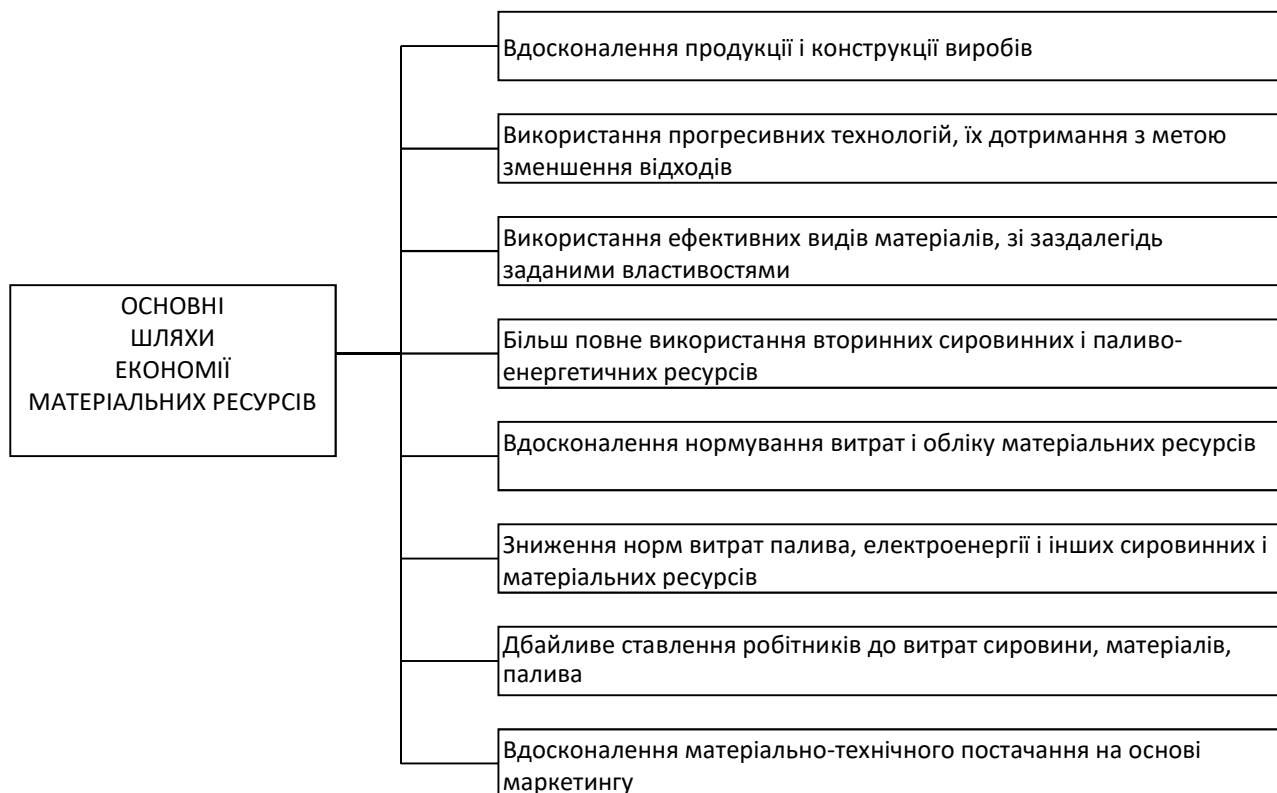 ОСНОВНІ
ШЛЯХИ
ЕКОНОМІЇ
МАТЕРІАЛЬНИХ РЕСУРСІВ
Вдосконалення продукції і конструкції виробів
Використання прогресивних технологій, їх дотримання з метою
зменшення відходів
Використання ефективних видів матеріалів, зі заздалегідь
заданими властивостями
Більш повне використання вторинних сировинних і паливо-
енергетичних ресурсів
Вдосконалення нормування витрат і обліку матеріальних ресурсів
Зниження норм витрат палива, електроенергії і інших сировинних і
матеріальних ресурсів
Дбайливе ставлення робітників до витрат сировини, матеріалів,
палива
Вдосконалення матеріально-технічного постачання на основі
маркетингу